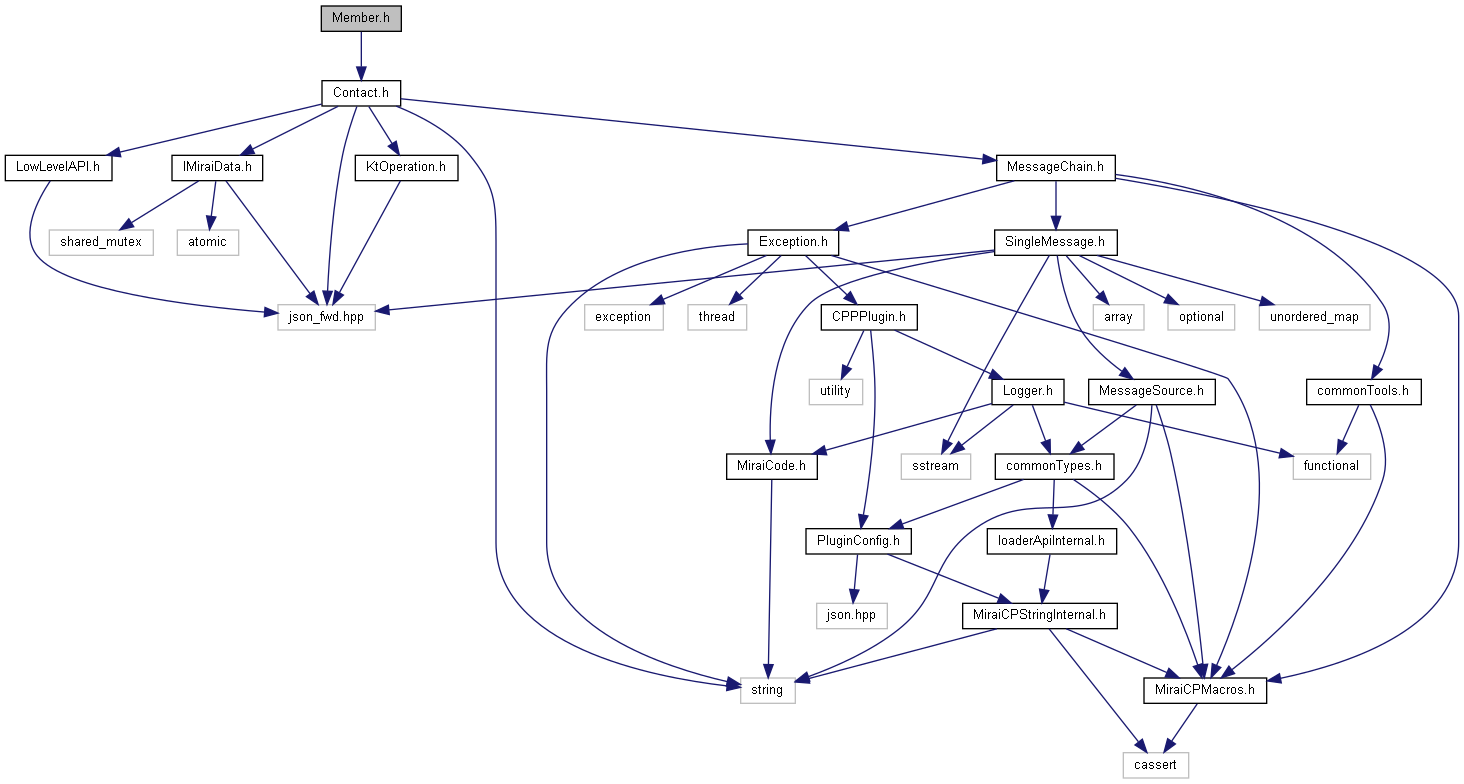 Member.h
Contact.h
LowLevelAPI.h
IMiraiData.h
KtOperation.h
MessageChain.h
shared_mutex
atomic
Exception.h
SingleMessage.h
json_fwd.hpp
exception
thread
CPPPlugin.h
array
optional
unordered_map
utility
Logger.h
MessageSource.h
commonTools.h
MiraiCode.h
sstream
commonTypes.h
functional
PluginConfig.h
loaderApiInternal.h
json.hpp
MiraiCPStringInternal.h
string
MiraiCPMacros.h
cassert